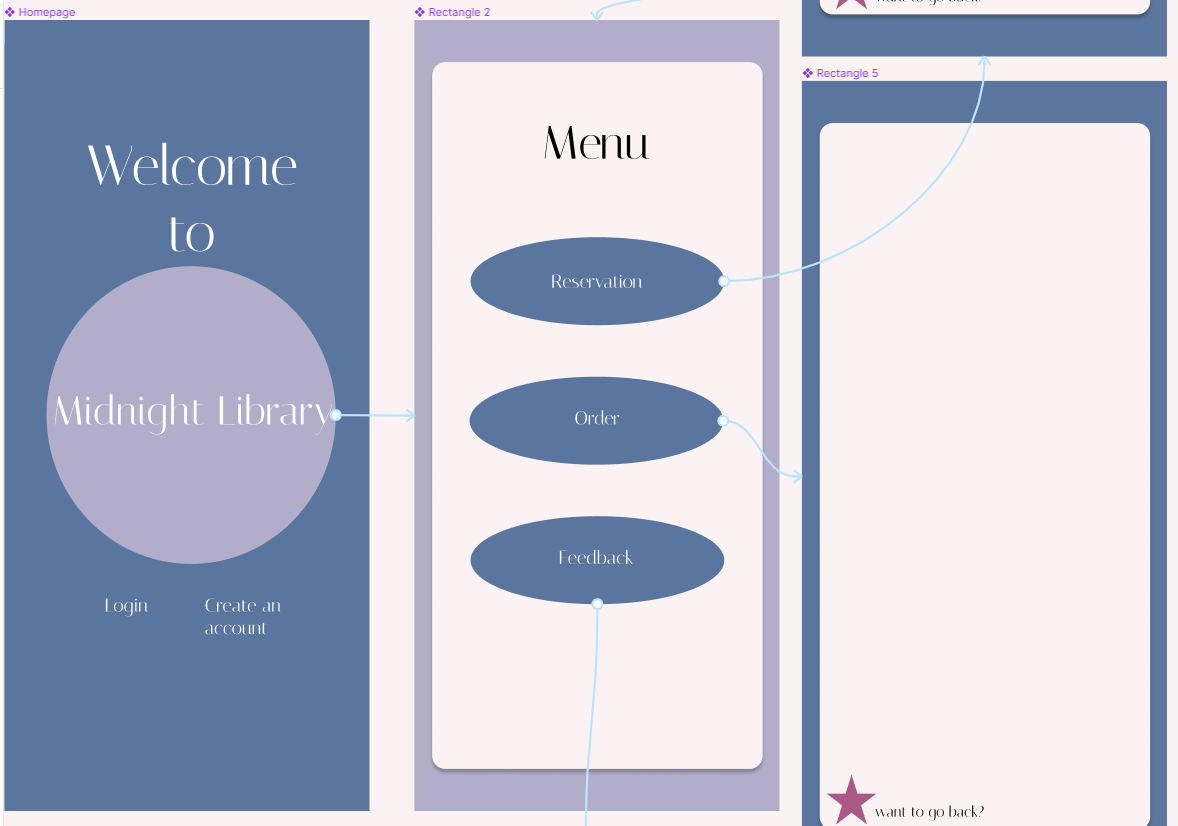 Homepage
Welcome
to
Midnight Library
Login
Create an
account
Rectangle 2
Menu
Reservation
Order
Feedback
want to go back?
Rectangle 5
want to go back?